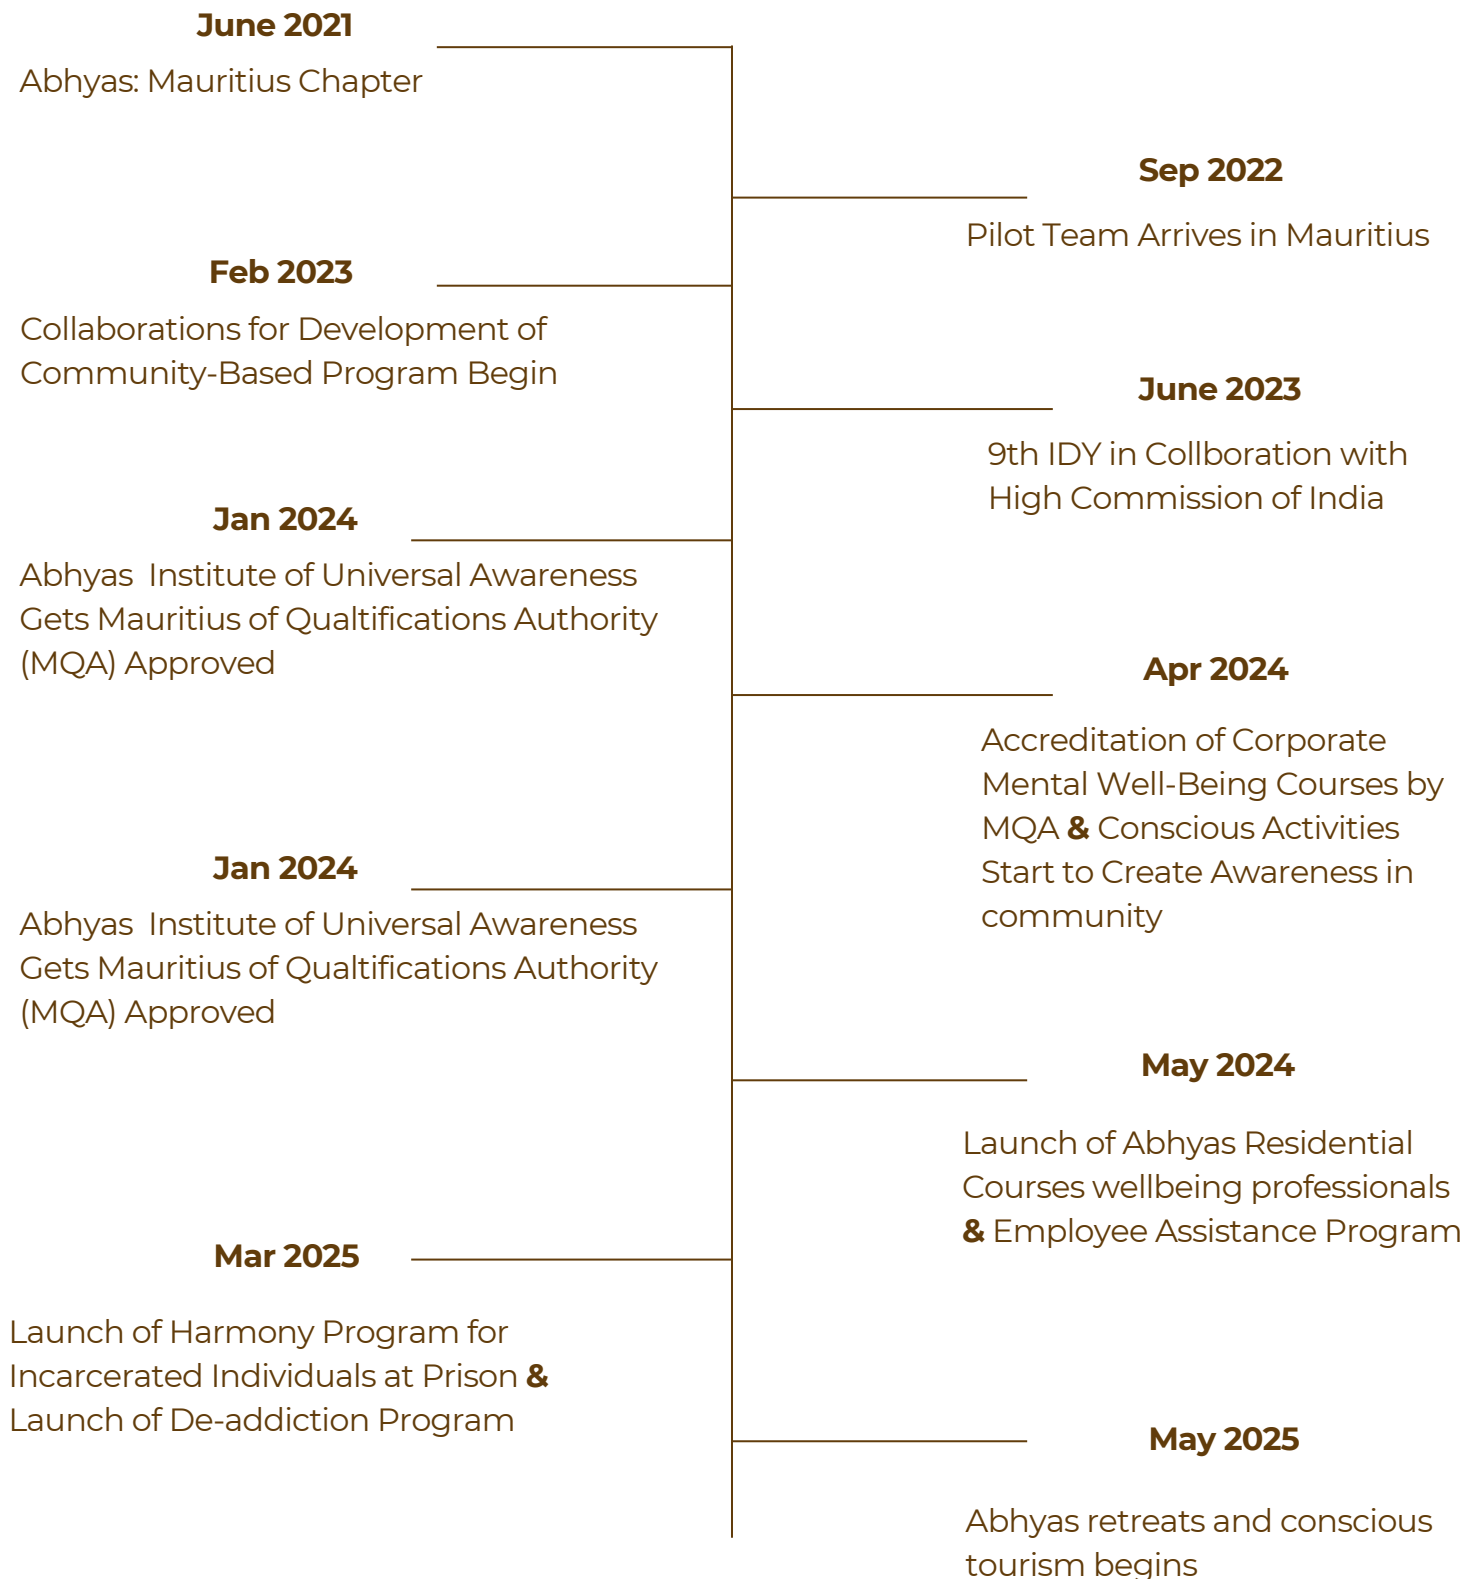 June 2021
Abhyas: Mauritius Chapter
Sep 2022
Pilot Team Arrives in Mauritius
Feb 2023
Collaborations for Development of
Community-Based Program Begin
June 2023
9th IDY in Collboration with
High Commission of India
Jan 2024
Abhyas Institute of Universal Awareness
Gets Mauritius of Qualtifications Authority
(MQA) Approved
Apr 2024
Accreditation of Corporate
Mental Well-Being Courses by
MQA & Conscious Activities
Start to Create Awareness in
community
Jan 2024
Abhyas Institute of Universal Awareness
Gets Mauritius of Qualtifications Authority
(MQA) Approved
May 2024
Launch of Abhyas Residential
Courses wellbeing professionals
& Employee Assistance Program
Mar 2025
Launch of Harmony Program for
Incarcerated Individuals at Prison &
Launch of De-addiction Program
May 2025
Abhyas retreats and conscious
tourism begins